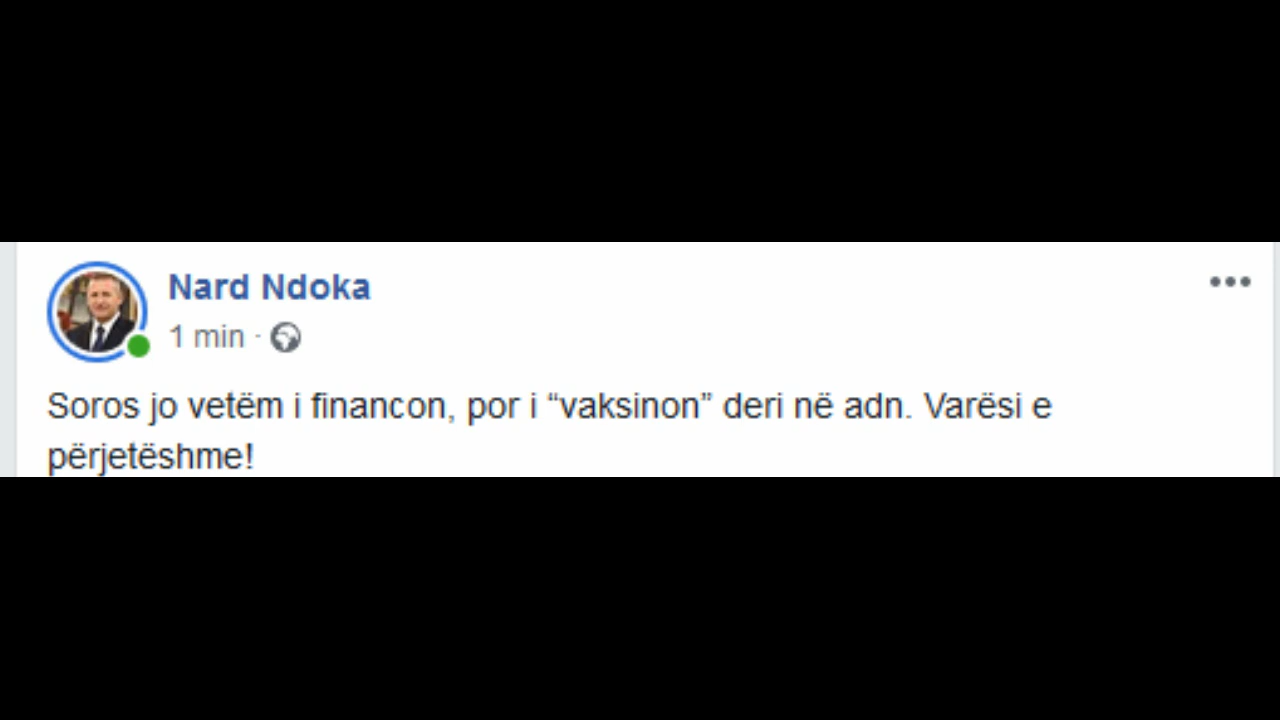 Nard Ndoka
1 min ·
Soros jo vetëm i financon, por i “vaksinon” deri në adn. Varësi e
përjetëshme!